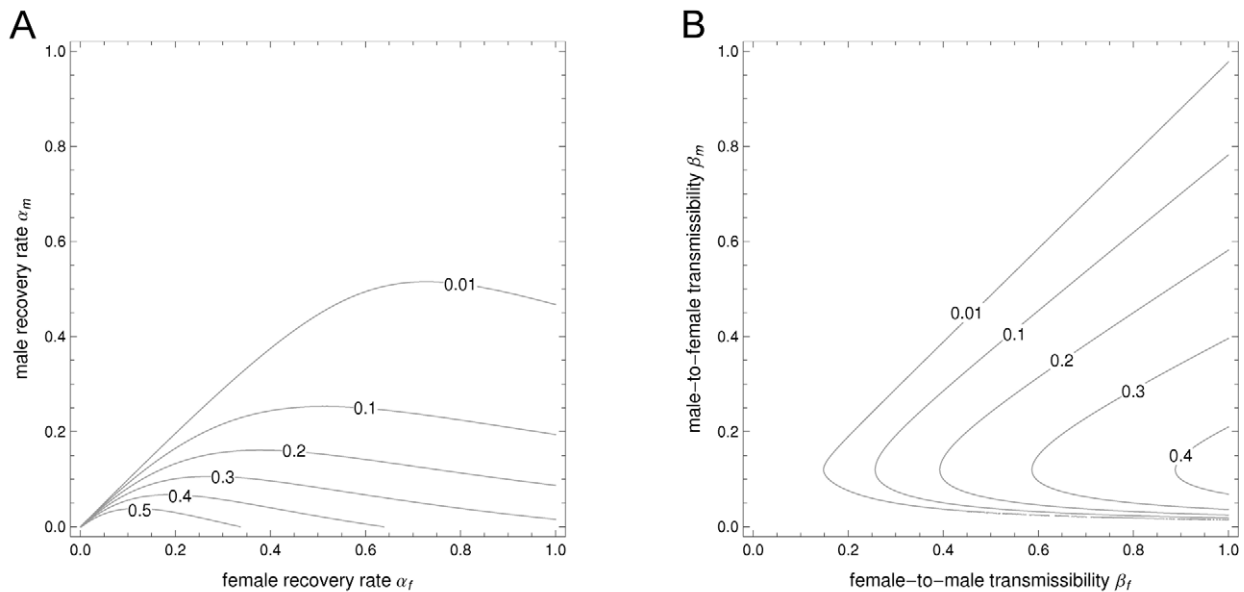 A
1.0
0.8
0.6
0.4
0.2
0.0
male recovery rate αm
0.01
0.1
0.2
0.3
0.4
0.5
0.0 0.2 0.4 0.6 0.8 1.0
female recovery rate αf
B
1.0
0.8
0.6
0.4
0.2
0.0
male−to−female transmissibility βm
0.01
0.1
0.2
0.3
0.4
0.0 0.2 0.4 0.6 0.8 1.0
female−to−male transmissibility βf